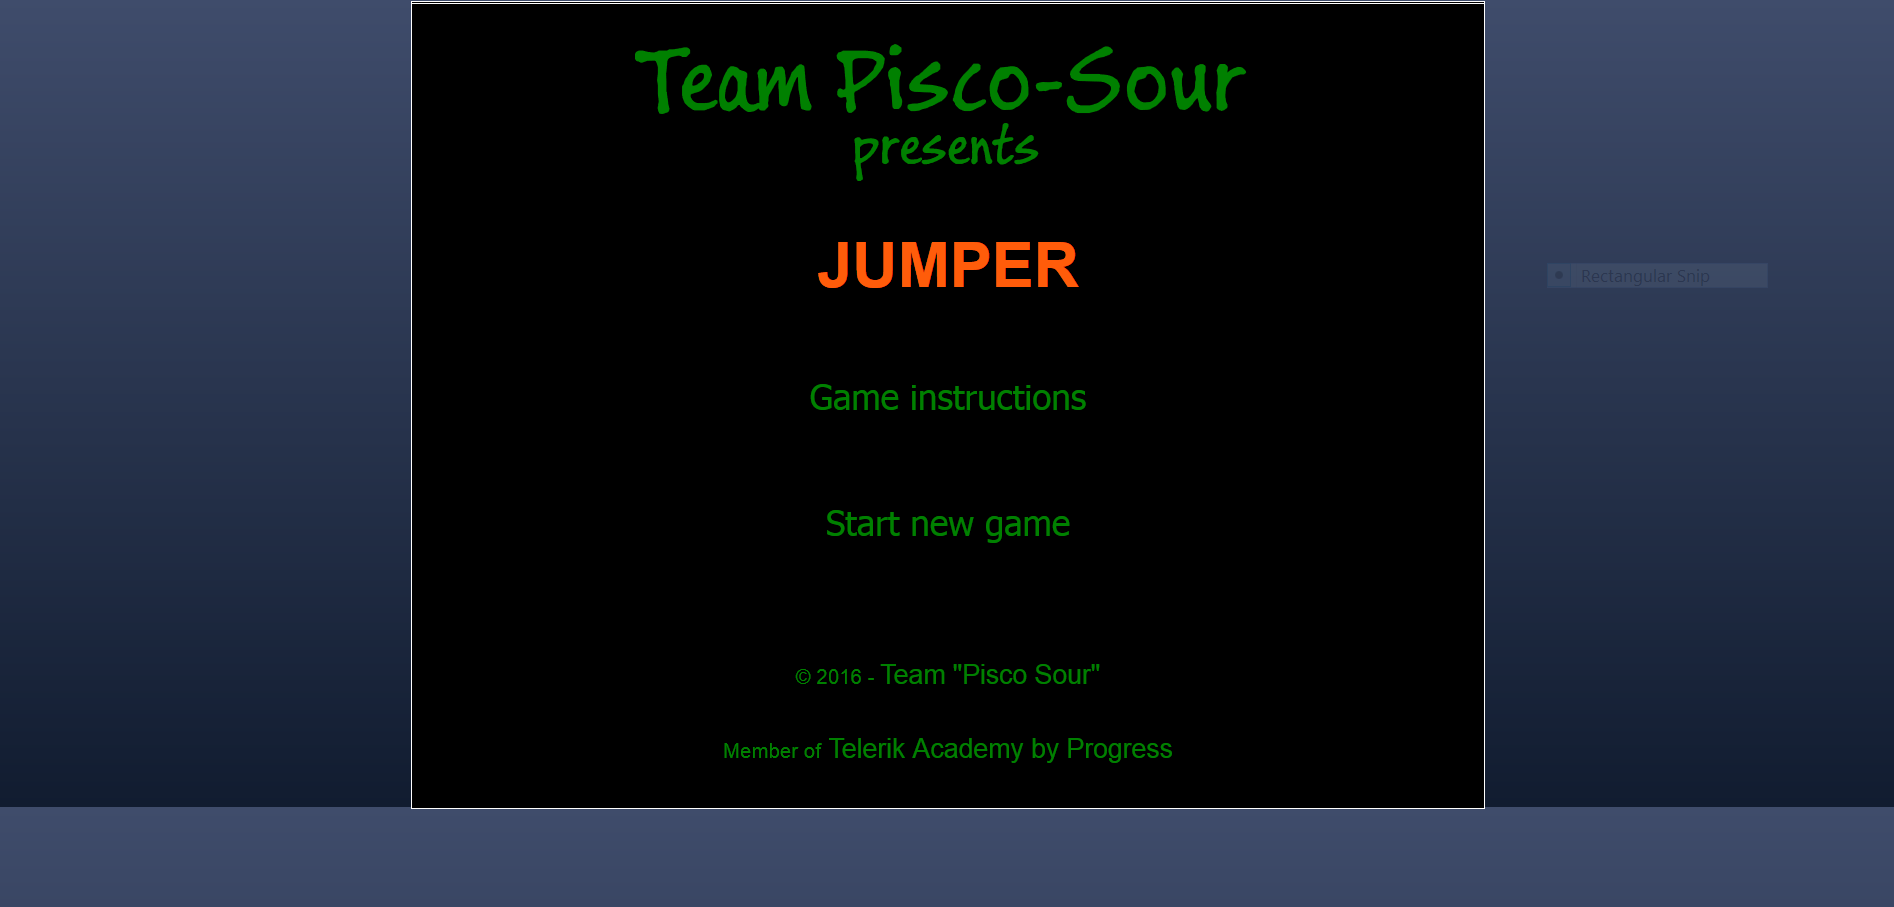 Team Pisco-Sour
presents
JUMPER
Rectangular Snip
Game instructions
Start new game
© 2016 - Team "Pisco Sour"
Member of Telerik Academy by Progress